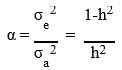 α = σₑ² / σₐ² = 1-h² / h²